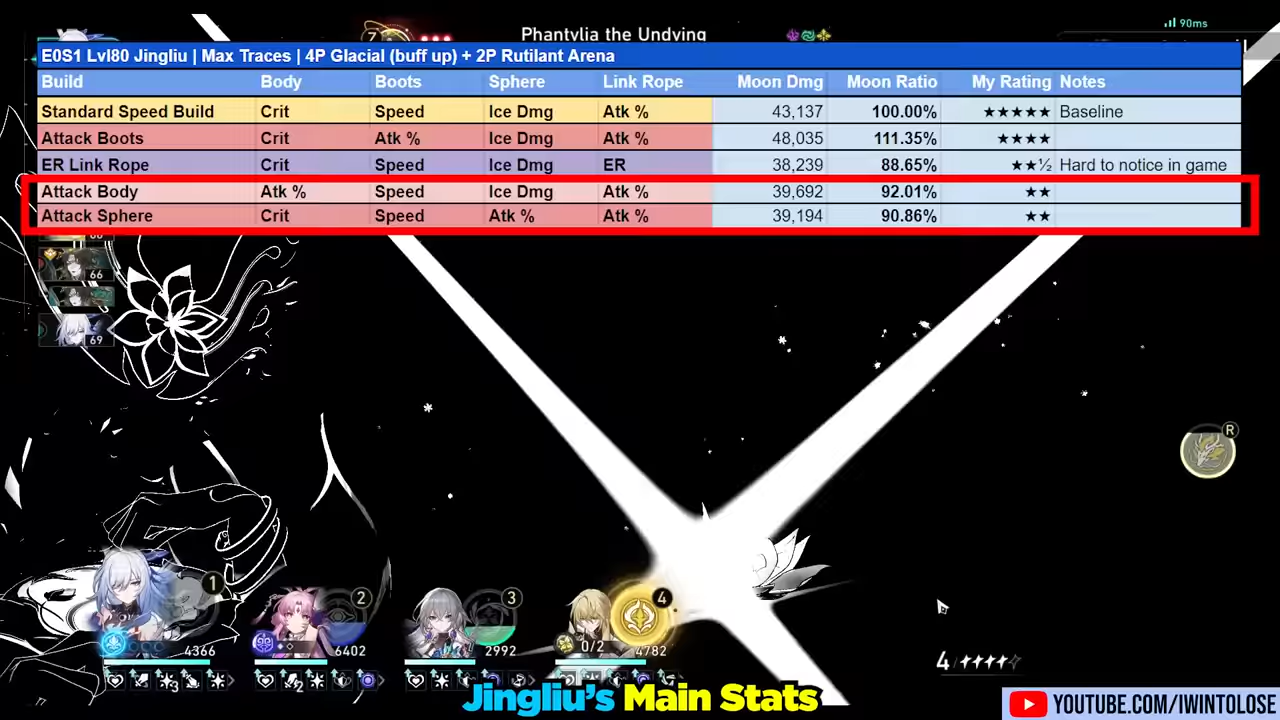 Phantylia the Undying
90ms
7
E0S1 Lvl80 Jingliu | Max Traces | 4P Glacial (buff up) + 2P Rutilant Arena
Build Body Boots Sphere Link Rope Moon Dmg Moon Ratio My Rating Notes
Standard Speed Build Crit Speed Ice Dmg Atk % 43,137 100.00% ★★★★★ Baseline
Attack Boots Crit Atk % Ice Dmg Atk % 48,035 111.35% ★★★★
ER Link Rope Crit Speed Ice Dmg ER 38,239 88.65% ★★½ Hard to notice in game
Attack Body Atk % Speed Ice Dmg Atk % 39,692 92.01% ★★
Attack Sphere Crit Speed Atk % Atk % 39,194 90.86% ★★
66
69
R
1 2 3 4
0/2
4366 6402 2992 4782
3 2
4
Jingliu's Main Stats
YOUTUBE.COM/IWINTOLOSE